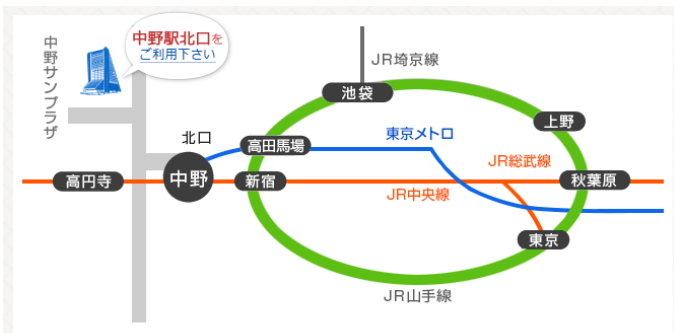 中野サンプラザ
中野駅北口を
ご利用下さい
JR埼京線
池袋
上野
北口
高田馬場
東京メトロ
JR総武線
高円寺
中野
新宿
秋葉原
JR中央線
東京
JR山手線